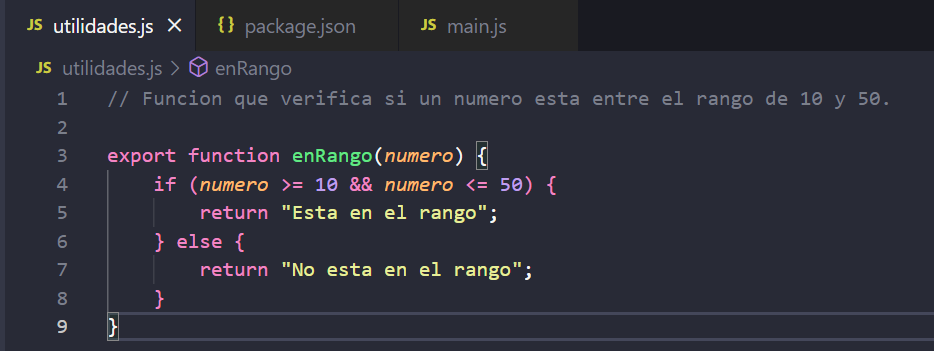 JS utilidades.js × {} package.json JS main.js
JS utilidades.js > enRango
1 // Funcion que verifica si un numero esta entre el rango de 10 y 50.
2
3 export function enRango(numero) {
4     if (numero >= 10 && numero <= 50) {
5         return "Esta en el rango";
6     } else {
7         return "No esta en el rango";
8     }
9 }